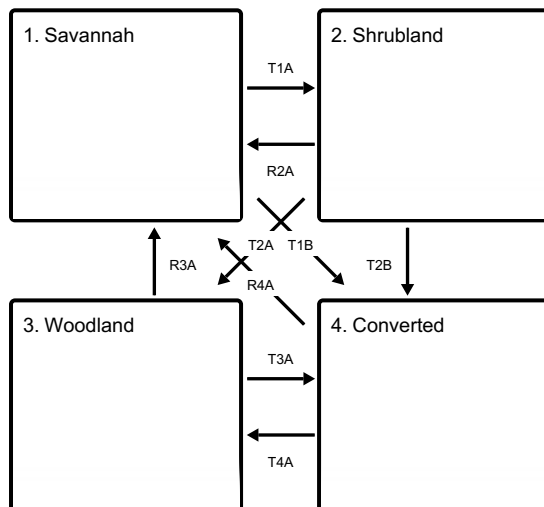 1. Savannah
2. Shrubland
T1A
R2A
T2A
T1B
R3A
T2B
R4A
3. Woodland
4. Converted
T3A
T4A